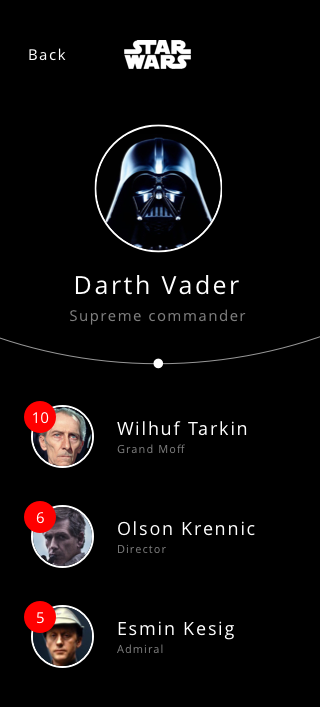 Back
STAR
WARS
Darth Vader
Supreme commander
10
Wilhuf Tarkin
Grand Moff
6
Olson Krennic
Director
5
Esmin Kesig
Admiral